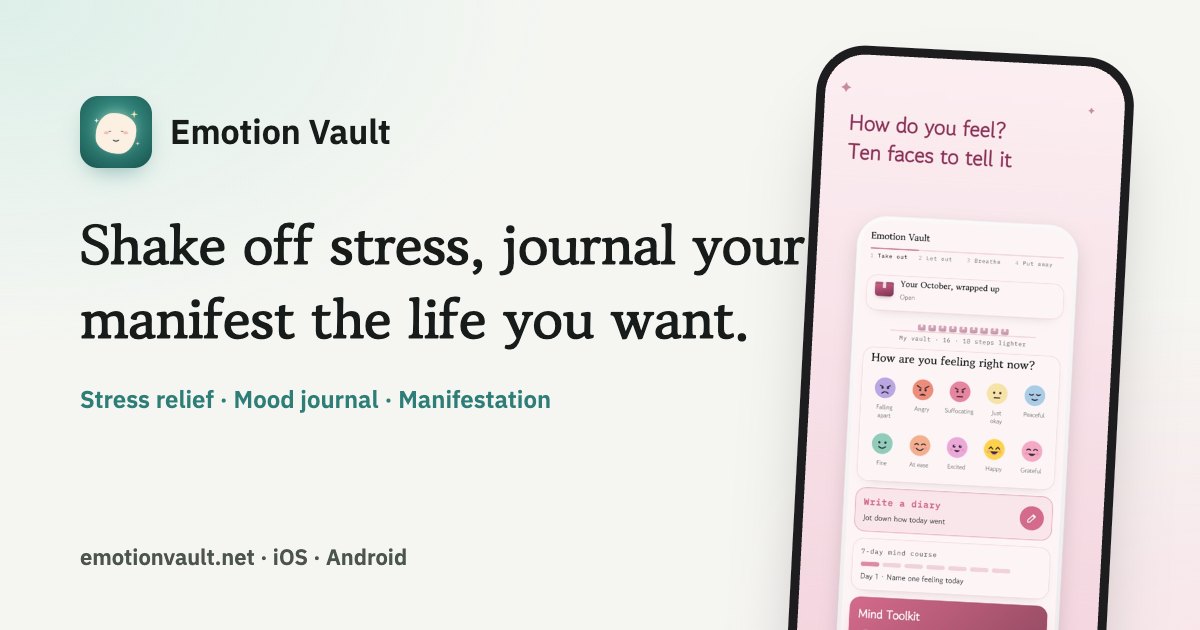 Emotion Vault
Shake off stress, journal your
manifest the life you want.
Stress relief · Mood journal · Manifestation
emotionvault.net · iOS · Android
How do you feel?
Ten faces to tell it
Emotion Vault
1 Take out 2 Let out 3 Breathe 4 Put away
Your October, wrapped up
Open
My vault · 16 · 10 steps lighter
How are you feeling right now?
Falling apart
Angry
Suffocating
Just okay
Peaceful
Fine
At ease
Excited
Happy
Grateful
Write a diary
Jot down how today went
7-day mind course
Day 1 · Name one feeling today
Mind Toolkit